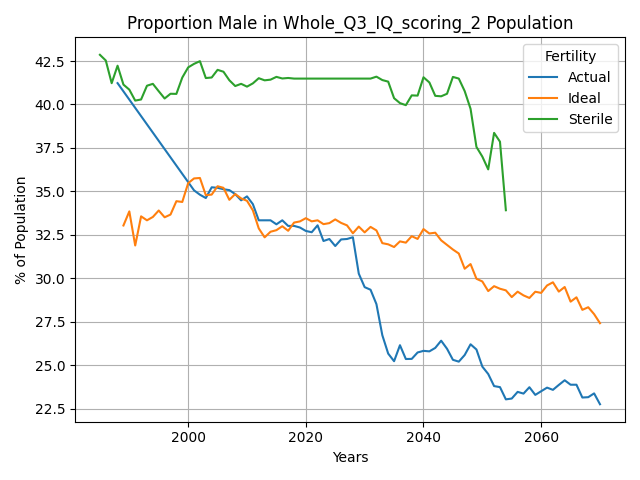 Proportion Male in Whole_Q3_IQ_scoring_2 Population
Fertility
Actual
Ideal
Sterile
% of Population
42.5
40.0
37.5
35.0
32.5
30.0
27.5
25.0
22.5
2000
2020
2040
2060
Years